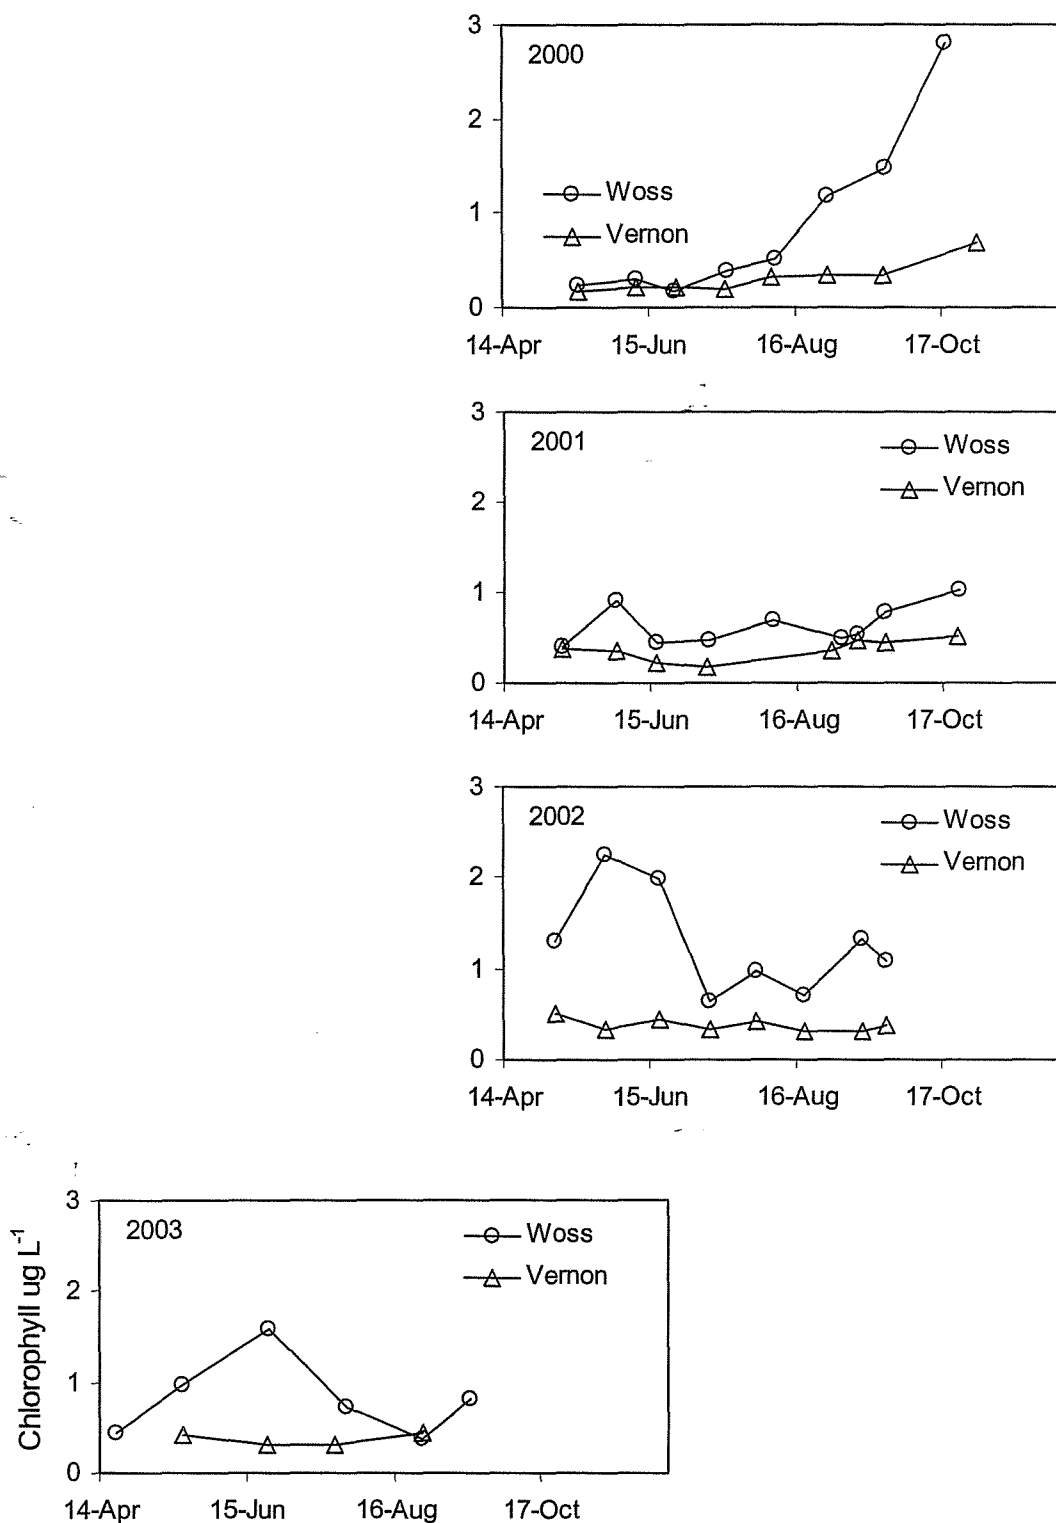 3
2000
2
Woss
1
Vernon
0
14-Apr 15-Jun 16-Aug 17-Oct
3
2001
Woss
Vernon
2
1
0
14-Apr 15-Jun 16-Aug 17-Oct
3
2002
Woss
Vernon
2
1
0
14-Apr 15-Jun 16-Aug 17-Oct
Chlorophyll ug L⁻¹
3
2003
Woss
Vernon
2
1
0
14-Apr 15-Jun 16-Aug 17-Oct